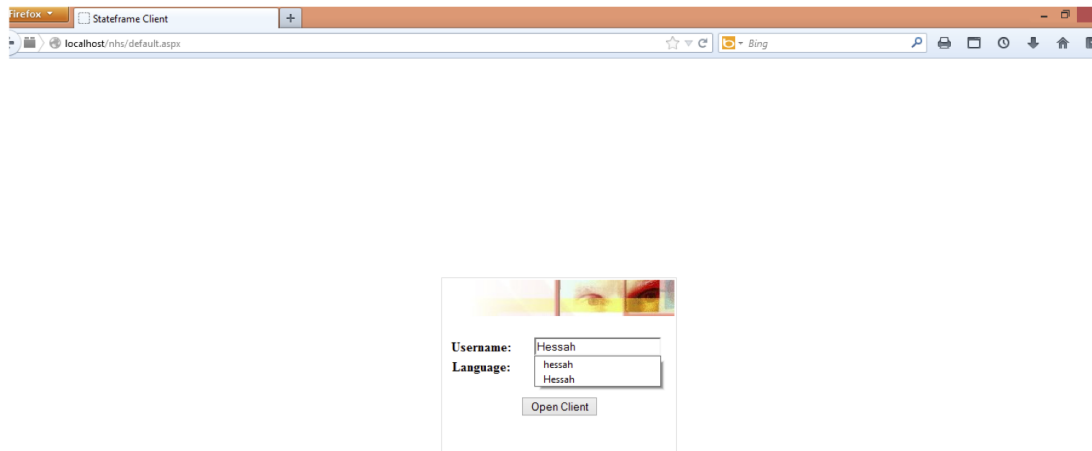 Firefox
Stateframe Client
localhost/nhs/default.aspx
Bing
Username: Hessah
Language:
hessah
Hessah
Open Client